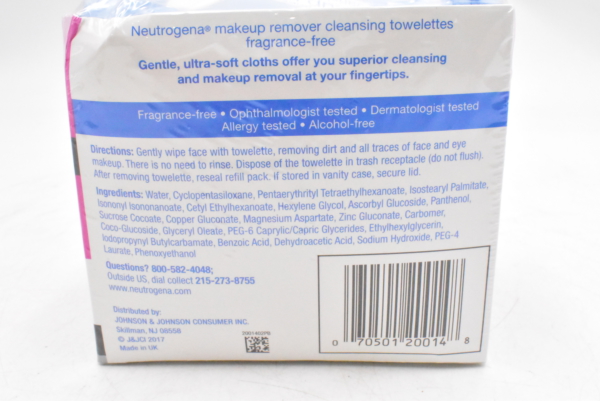 Neutrogena® makeup remover cleansing towelettes
fragrance-free
Gentle, ultra-soft cloths offer you superior cleansing
and makeup removal at your fingertips.
Fragrance-free • Ophthalmologist tested • Dermatologist tested
Allergy tested • Alcohol-free
Directions: Gently wipe face with towelette, removing dirt and all traces of face and eye
makeup. There is no need to rinse. Dispose of the towelette in trash receptacle (do not flush).
After removing towelette, reseal refill pack. if stored in vanity case, secure lid.
Ingredients: Water, Cyclopentasiloxane, Pentaerythrityl Tetraethylhexanoate, Isostearyl Palmitate,
Isononyl Isononanoate, Cetyl Ethylhexanoate, Hexylene Glycol, Ascorbyl Glucoside, Panthenol,
Sucrose Cocoate, Copper Gluconate, Magnesium Aspartate, Zinc Gluconate, Carbomer,
Coco-Glucoside, Glyceryl Oleate, PEG-6 Caprylic/Capric Glycerides, Ethylhexylglycerin,
Iodopropynyl Butylcarbamate, Benzoic Acid, Dehydroacetic Acid, Sodium Hydroxide, PEG-4
Laurate, Phenoxyethanol
Questions? 800-582-4048;
Outside US, dial collect 215-273-8755
www.neutrogena.com
Distributed by:
JOHNSON & JOHNSON CONSUMER INC.
Skillman, NJ 08558
© J&JCI 2017
Made in UK
0 70501 20014 8